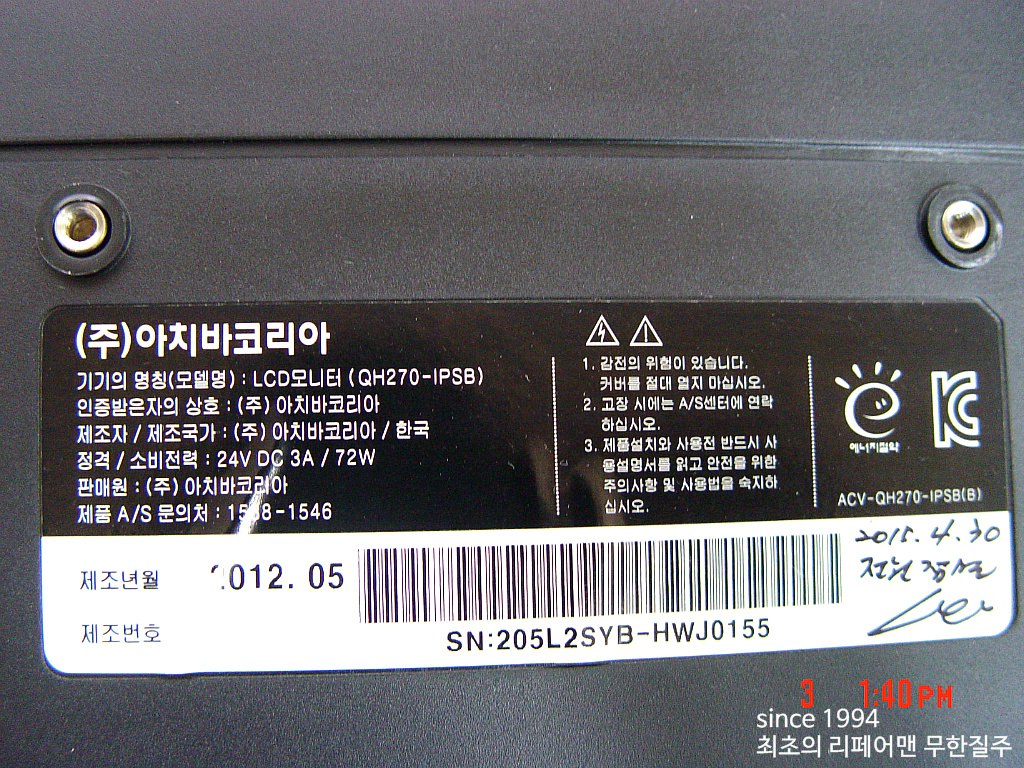 (주)아치바코리아
기기의 명칭(모델명) : LCD모니터 (QH270-IPSB)
인증받은자의 상호 : (주) 아치바코리아
제조자 / 제조국가 : (주) 아치바코리아 / 한국
정격 / 소비전력 : 24V DC 3A / 72W
판매원 : (주) 아치바코리아
제품 A/S 문의처 : -1546
1. 감전의 위험이 있습니다.
커버를 절대 열지 마십시오.
2. 고장 시에는 A/S센터에 연락
하십시오.
3. 제품설치와 사용전 반드시 사
용설명서를 읽고 안전을 위한
주의사항 및 사용법을 숙지하
십시오.
에너지절약
ACV-QH270-IPSB(B)
제조년월 2012. 05
제조번호
SN:205L2SYB-HWJ0155
2015. 4. 30
3 1:40 PM
since 1994
최초의 리페어맨 무한질주